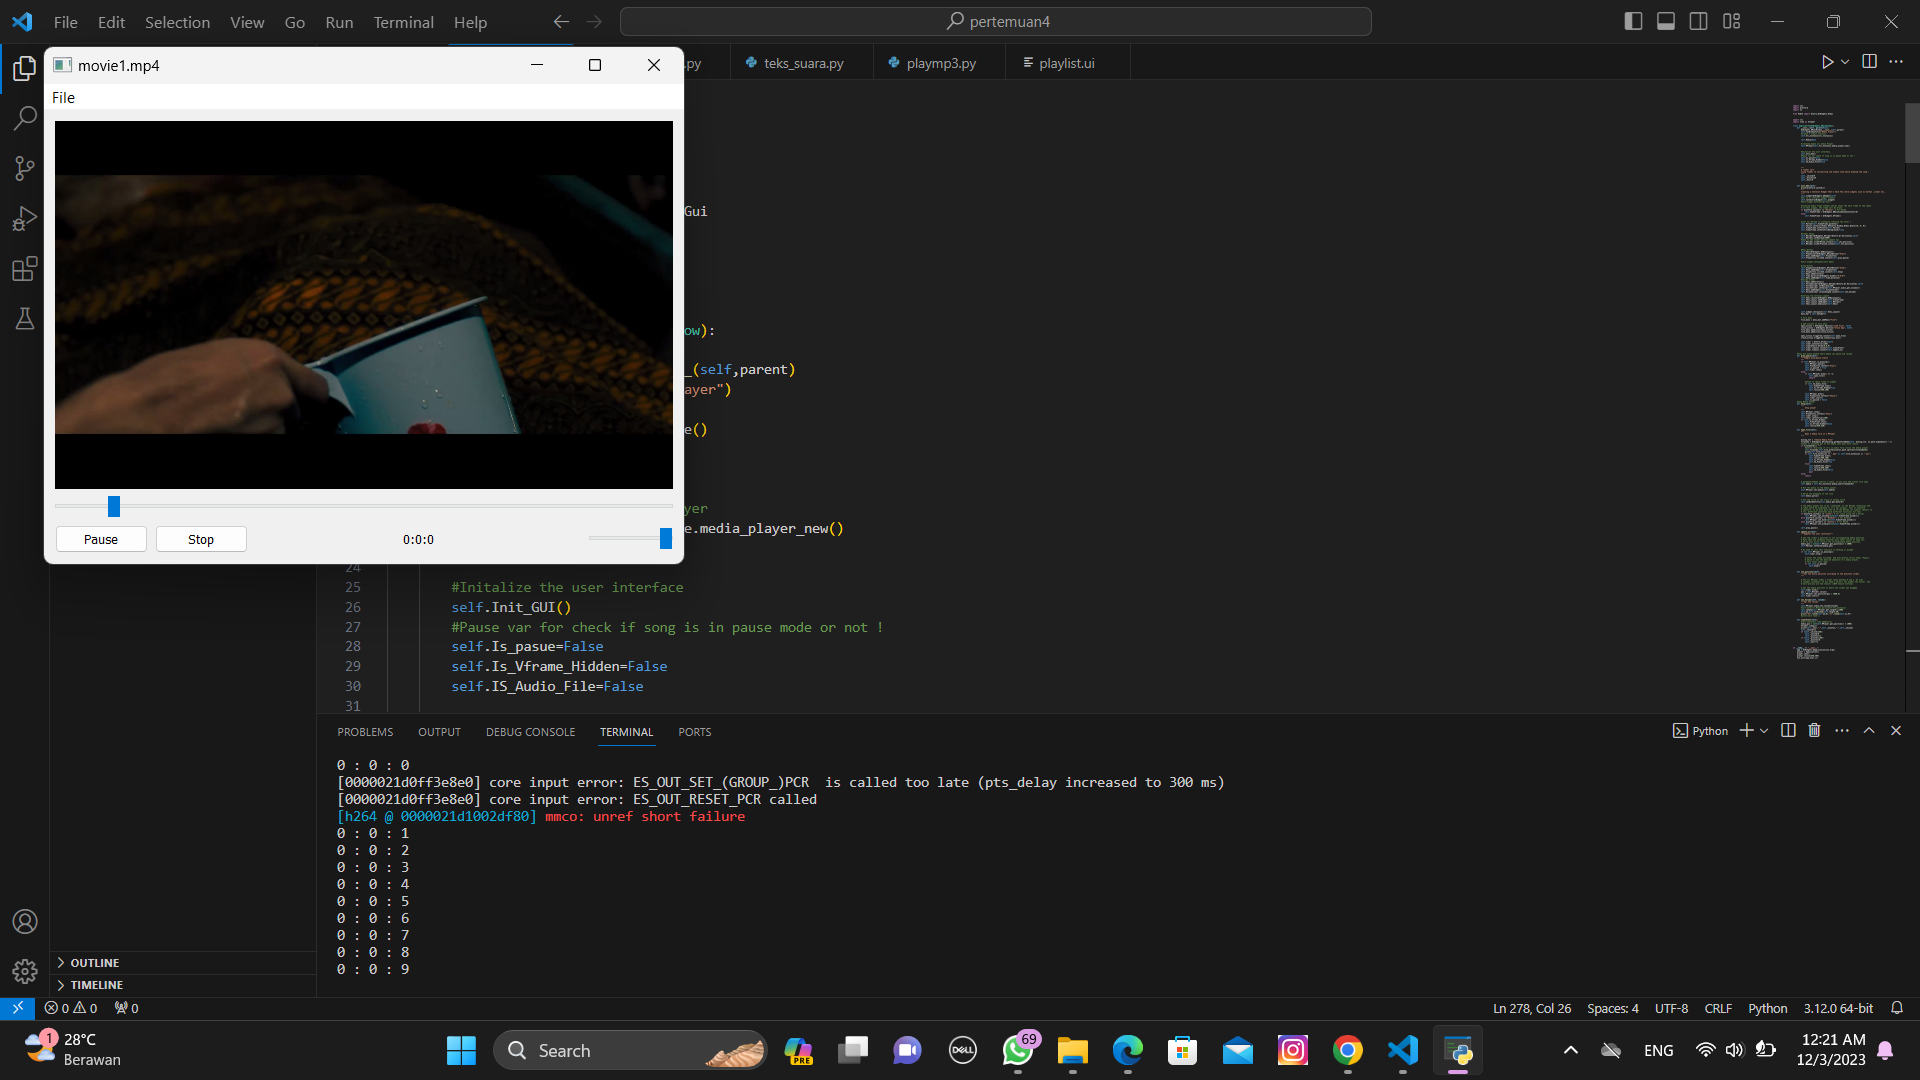 File Edit Selection View Go Run Terminal Help
pertemuan4
movie1.mp4
File
.py
teks_suara.py
playmp3.py
playlist.ui
Gui
ow):
_(self,parent)
ayer")
e()
yer
e.media_player_new()
Pause
Stop
0:0:0
24
25 #Initalize the user interface
26 self.Init_GUI()
27 #Pause var for check if song is in pause mode or not !
28 self.Is_pasue=False
29 self.Is_Vframe_Hidden=False
30 self.IS_Audio_File=False
31
PROBLEMS OUTPUT DEBUG CONSOLE TERMINAL PORTS
Python
0 : 0 : 0
[0000021d0ff3e8e0] core input error: ES_OUT_SET_(GROUP_)PCR  is called too late (pts_delay increased to 300 ms)
[0000021d0ff3e8e0] core input error: ES_OUT_RESET_PCR called
[h264 @ 0000021d1002df80] mmco: unref short failure
0 : 0 : 1
0 : 0 : 2
0 : 0 : 3
0 : 0 : 4
0 : 0 : 5
0 : 0 : 6
0 : 0 : 7
0 : 0 : 8
0 : 0 : 9
OUTLINE
TIMELINE
0 0 0
Ln 278, Col 26 Spaces: 4 UTF-8 CRLF Python 3.12.0 64-bit
1
28°C
Berawan
Search
PRE
DELL
69
ENG
12:21 AM
12/3/2023